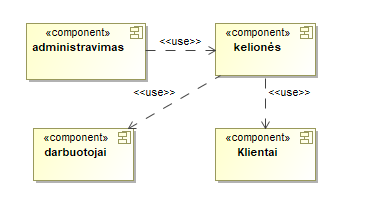 «component»
administravimas
<<use>>
«component»
kelionės
<<use>>
<<use>>
«component»
darbuotojai
«component»
Klientai